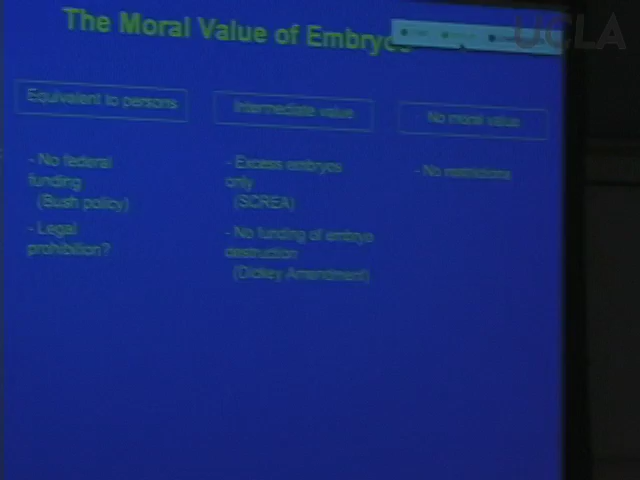 UCLA
The Moral Value of Embryos
Equivalent to persons
- No federal
funding
(Bush policy)
- Legal
prohibition?
Intermediate value
- Excess embryos
only
(SCREA)
- No funding of embryo
destruction
(Dickey Amendment)
No moral value
- No restrictions